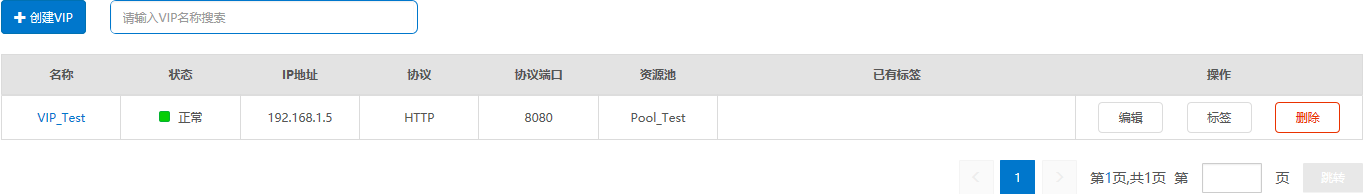 创建VIP 请输入VIP名称搜索
名称 状态 IP地址 协议 协议端口 资源池 已有标签 操作
VIP_Test 正常 192.168.1.5 HTTP 8080 Pool_Test 编辑 标签 删除
1 第1页,共1页 第 页 跳转